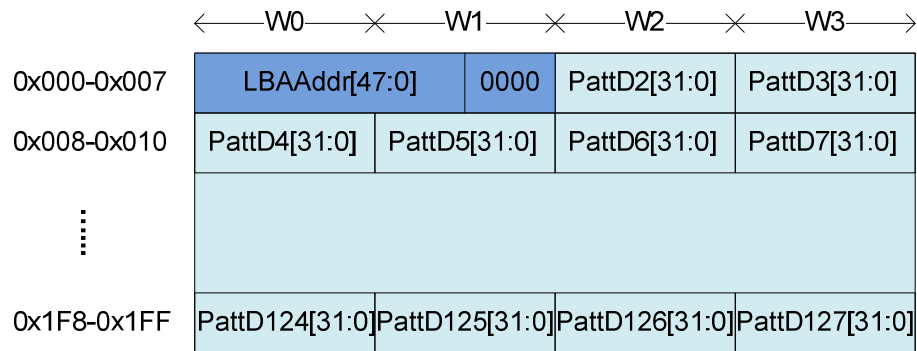 W0 W1 W2 W3
0x000-0x007 LBAAddr[47:0] 0000 PattD2[31:0] PattD3[31:0]
0x008-0x010 PattD4[31:0] PattD5[31:0] PattD6[31:0] PattD7[31:0]
0x1F8-0x1FF PattD124[31:0] PattD125[31:0] PattD126[31:0] PattD127[31:0]